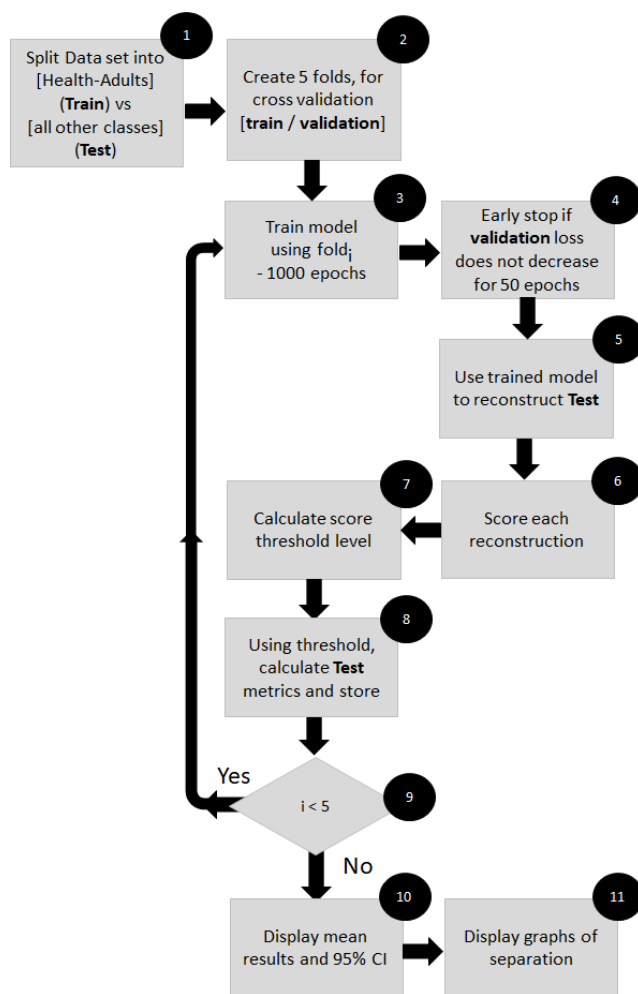 1
Split Data set into
[Health-Adults]
(Train) vs
[all other classes]
(Test)
2
Create 5 folds, for
cross validation
[train / validation]
3
Train model
using foldi
- 1000 epochs
4
Early stop if
validation loss
does not decrease
for 50 epochs
5
Use trained model
to reconstruct Test
6
Score each
reconstruction
7
Calculate score
threshold level
8
Using threshold,
calculate Test
metrics and store
9
i < 5
Yes
No
10
Display mean
results and 95% CI
11
Display graphs of
separation